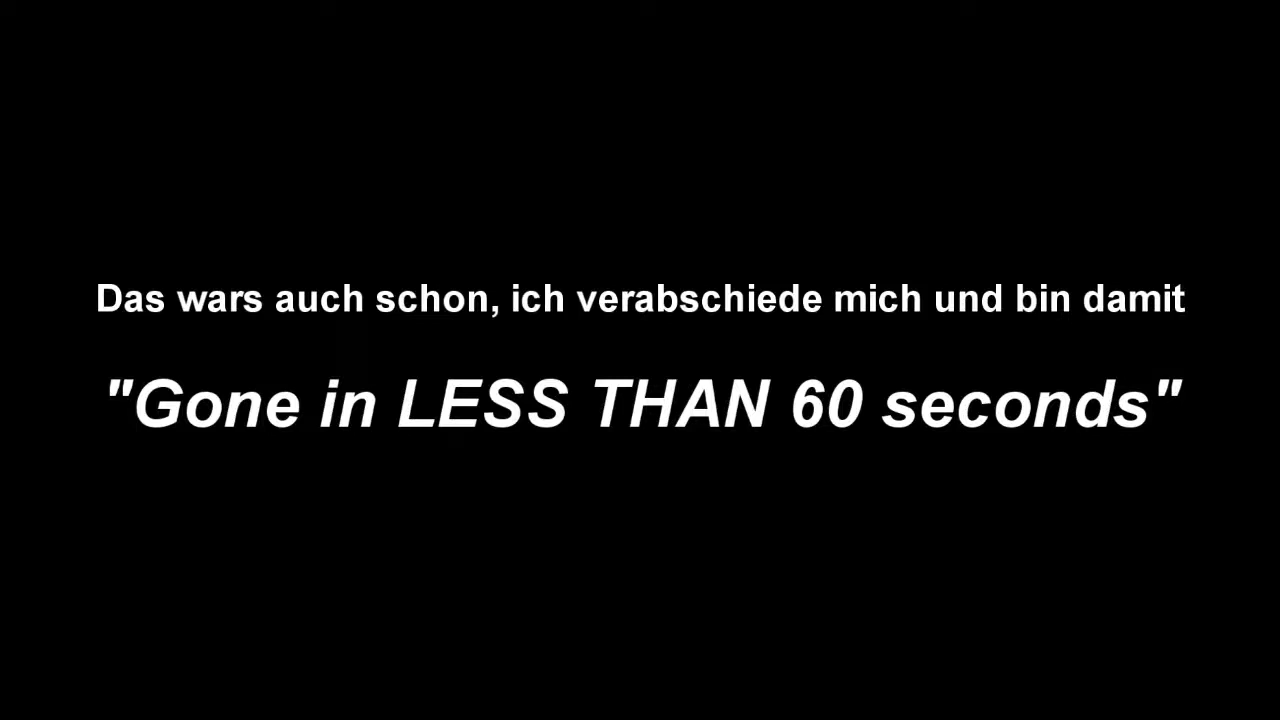 Das wars auch schon, ich verabschiede mich und bin damit
"Gone in LESS THAN 60 seconds"